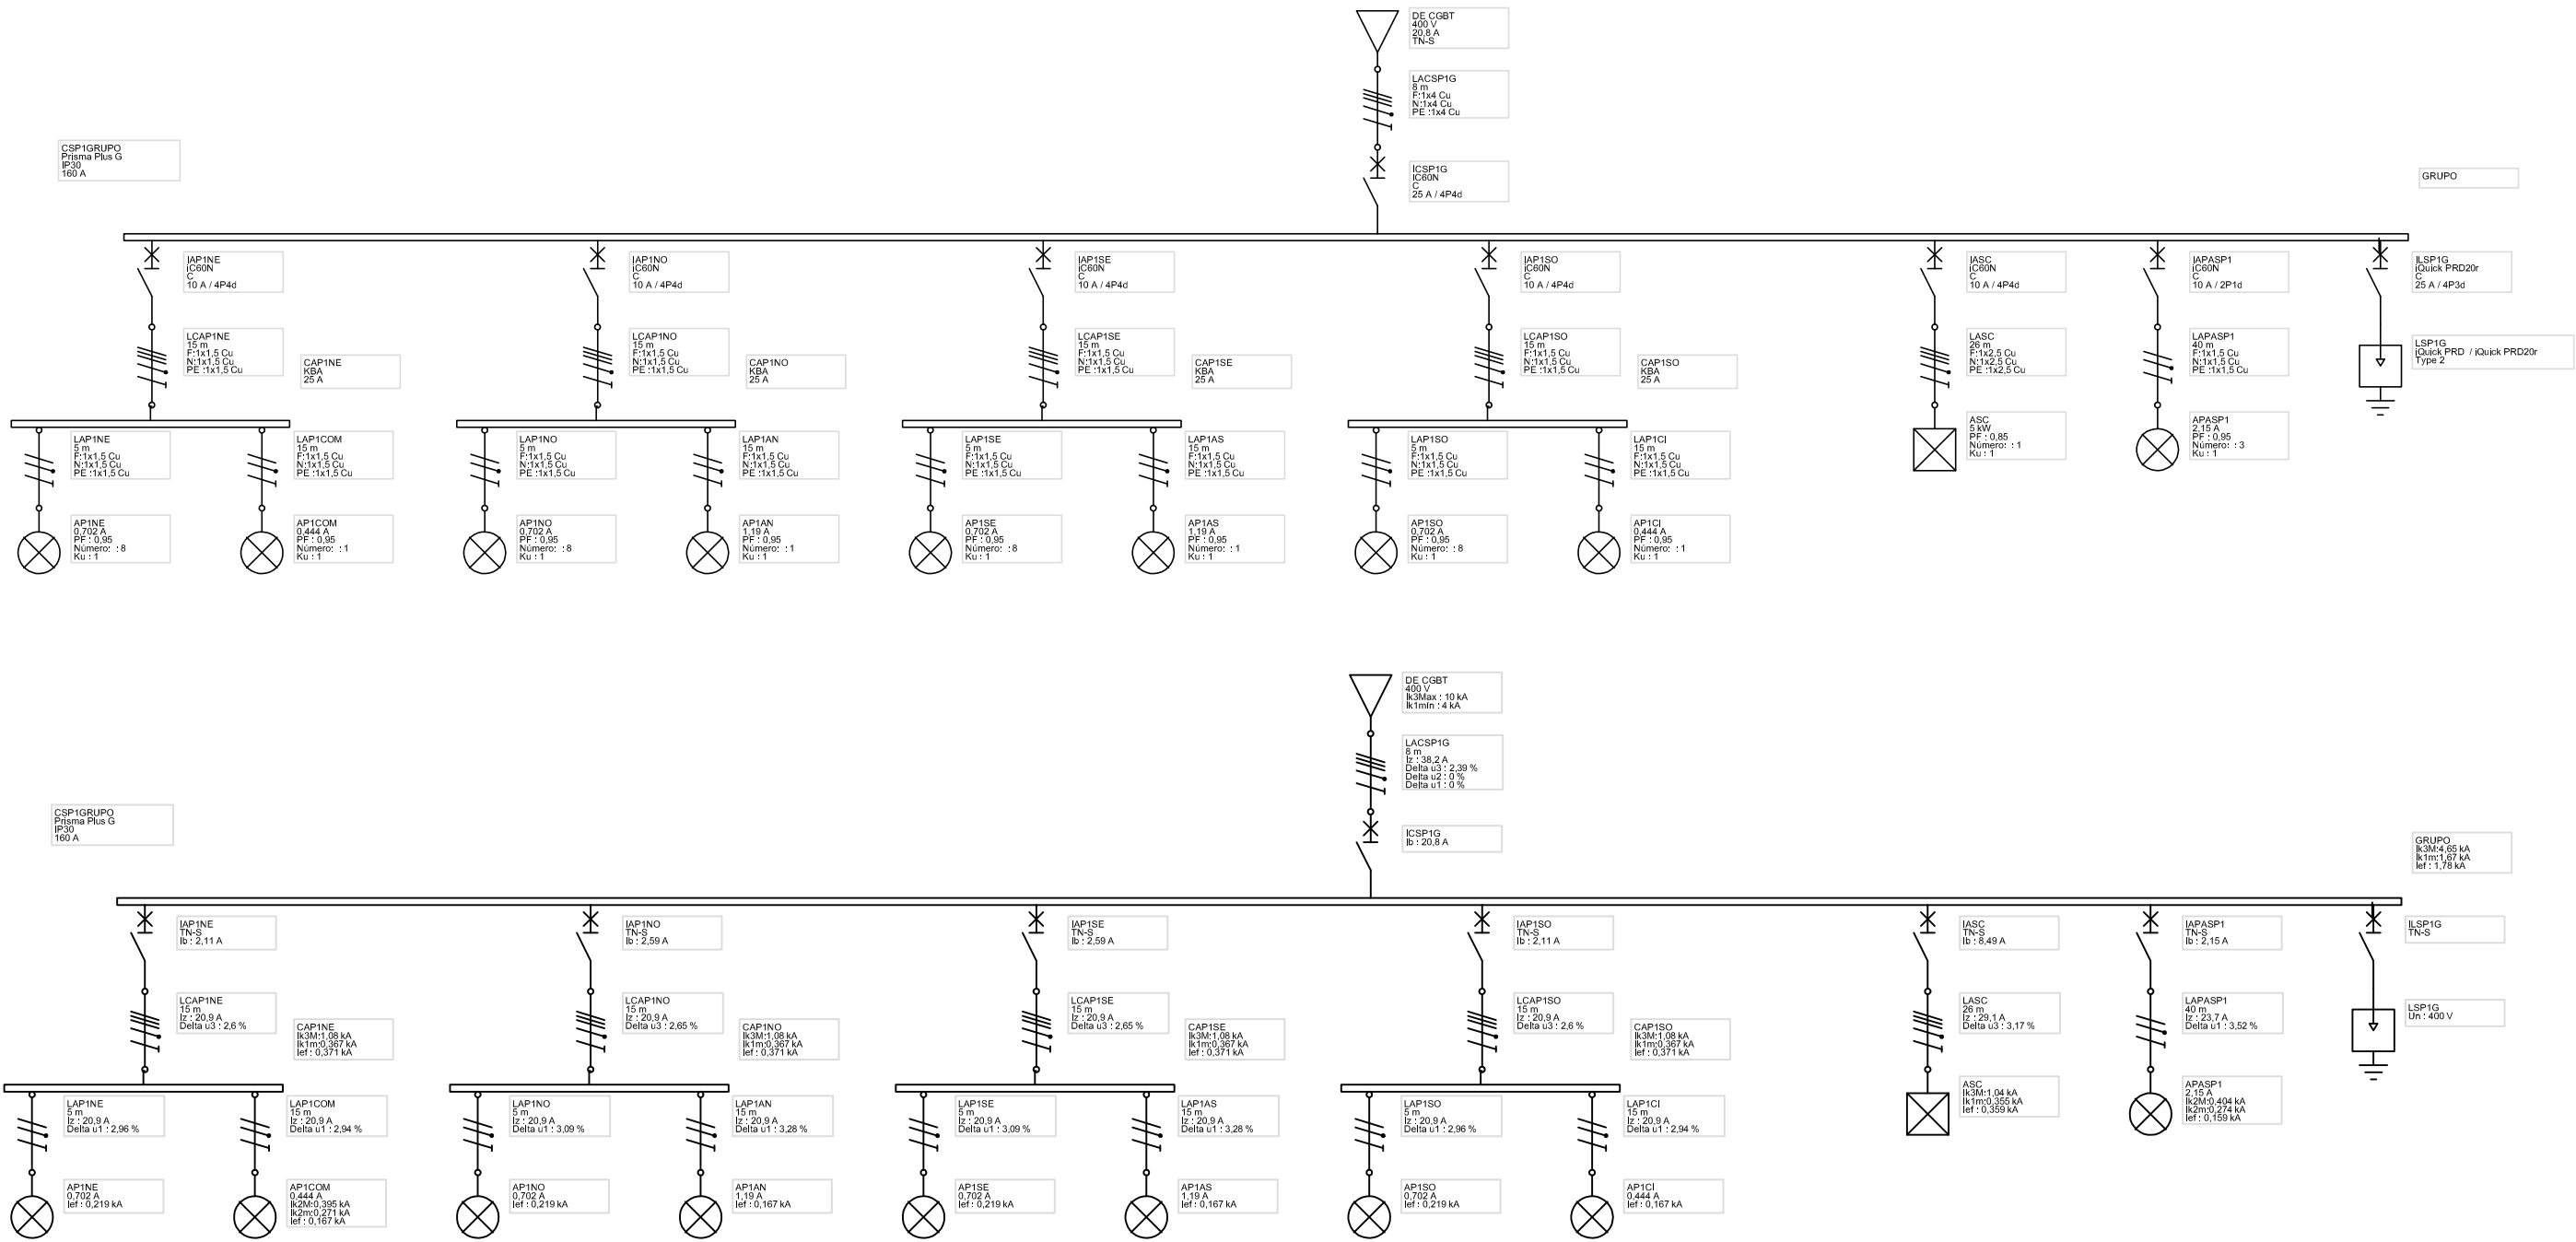 DE CGBT
400 V
20,8 A
TN-S
LACSP1G
8 m
F:1x4 Cu
N:1x4 Cu
PE :1x4 Cu
CSP1GRUPO
Prisma Plus G
IP30
160 A
ICSP1G
iC60N
C
25 A / 4P4d
GRUPO
IAP1NE
iC60N
C
10 A / 4P4d
IAP1NO
iC60N
C
10 A / 4P4d
IAP1SE
iC60N
C
10 A / 4P4d
IAP1SO
iC60N
C
10 A / 4P4d
IASC
iC60N
C
10 A / 4P4d
IAPASP1
iC60N
C
10 A / 2P1d
ILSP1G
iQuick PRD20r
C
25 A / 4P3d
LCAP1NE
15 m
F:1x1,5 Cu
N:1x1,5 Cu
PE :1x1,5 Cu
CAP1NE
KBA
25 A
LCAP1NO
15 m
F:1x1,5 Cu
N:1x1,5 Cu
PE :1x1,5 Cu
CAP1NO
KBA
25 A
LCAP1SE
15 m
F:1x1,5 Cu
N:1x1,5 Cu
PE :1x1,5 Cu
CAP1SE
KBA
25 A
LCAP1SO
15 m
F:1x1,5 Cu
N:1x1,5 Cu
PE :1x1,5 Cu
CAP1SO
KBA
25 A
LASC
26 m
F:1x2,5 Cu
N:1x2,5 Cu
PE :1x2,5 Cu
LAPASP1
40 m
F:1x1,5 Cu
N:1x1,5 Cu
PE :1x1,5 Cu
LSP1G
iQuick PRD / iQuick PRD20r
Type 2
LAP1NE
5 m
F:1x1,5 Cu
N:1x1,5 Cu
PE :1x1,5 Cu
LAP1COM
15 m
F:1x1,5 Cu
N:1x1,5 Cu
PE :1x1,5 Cu
LAP1NO
5 m
F:1x1,5 Cu
N:1x1,5 Cu
PE :1x1,5 Cu
LAP1AN
15 m
F:1x1,5 Cu
N:1x1,5 Cu
PE :1x1,5 Cu
LAP1SE
5 m
F:1x1,5 Cu
N:1x1,5 Cu
PE :1x1,5 Cu
LAP1AS
15 m
F:1x1,5 Cu
N:1x1,5 Cu
PE :1x1,5 Cu
LAP1SO
5 m
F:1x1,5 Cu
N:1x1,5 Cu
PE :1x1,5 Cu
LAP1CI
15 m
F:1x1,5 Cu
N:1x1,5 Cu
PE :1x1,5 Cu
ASC
5 kW
PF : 0,85
Número: : 1
Ku : 1
APASP1
2,15 A
PF : 0,95
Número: : 3
Ku : 1
AP1NE
0,702 A
PF : 0,95
Número: : 8
Ku : 1
AP1COM
0,444 A
PF : 0,95
Número: : 1
Ku : 1
AP1NO
0,702 A
PF : 0,95
Número: : 8
Ku : 1
AP1AN
1,19 A
PF : 0,95
Número: : 1
Ku : 1
AP1SE
0,702 A
PF : 0,95
Número: : 8
Ku : 1
AP1AS
1,19 A
PF : 0,95
Número: : 1
Ku : 1
AP1SO
0,702 A
PF : 0,95
Número: : 8
Ku : 1
AP1CI
0,444 A
PF : 0,95
Número: : 1
Ku : 1
DE CGBT
400 V
Ik3Max : 10 kA
Ik1mín : 4 kA
LACSP1G
8 m
Iz : 38,2 A
Delta u3 : 2,39 %
Delta u2 : 0 %
Delta u1 : 0 %
CSP1GRUPO
Prisma Plus G
IP30
160 A
ICSP1G
Ib : 20,8 A
GRUPO
Ik3M:4,65 kA
Ik1m:1,67 kA
Ief : 1,78 kA
IAP1NE
TN-S
Ib : 2,11 A
IAP1NO
TN-S
Ib : 2,59 A
IAP1SE
TN-S
Ib : 2,59 A
IAP1SO
TN-S
Ib : 2,11 A
IASC
TN-S
Ib : 8,49 A
IAPASP1
TN-S
Ib : 2,15 A
ILSP1G
TN-S
LCAP1NE
15 m
Iz : 20,9 A
Delta u3 : 2,6 %
CAP1NE
Ik3M:1,08 kA
Ik1m:0,367 kA
Ief : 0,371 kA
LCAP1NO
15 m
Iz : 20,9 A
Delta u3 : 2,65 %
CAP1NO
Ik3M:1,08 kA
Ik1m:0,367 kA
Ief : 0,371 kA
LCAP1SE
15 m
Iz : 20,9 A
Delta u3 : 2,65 %
CAP1SE
Ik3M:1,08 kA
Ik1m:0,367 kA
Ief : 0,371 kA
LCAP1SO
15 m
Iz : 20,9 A
Delta u3 : 2,6 %
CAP1SO
Ik3M:1,08 kA
Ik1m:0,367 kA
Ief : 0,371 kA
LASC
26 m
Iz : 29,1 A
Delta u3 : 3,17 %
LAPASP1
40 m
Iz : 23,7 A
Delta u1 : 3,52 %
LSP1G
Un : 400 V
LAP1NE
5 m
Iz : 20,9 A
Delta u1 : 2,96 %
LAP1COM
15 m
Iz : 20,9 A
Delta u1 : 2,94 %
LAP1NO
5 m
Iz : 20,9 A
Delta u1 : 3,09 %
LAP1AN
15 m
Iz : 20,9 A
Delta u1 : 3,28 %
LAP1SE
5 m
Iz : 20,9 A
Delta u1 : 3,09 %
LAP1AS
15 m
Iz : 20,9 A
Delta u1 : 3,28 %
LAP1SO
5 m
Iz : 20,9 A
Delta u1 : 2,96 %
LAP1CI
15 m
Iz : 20,9 A
Delta u1 : 2,94 %
ASC
Ik3M:1,04 kA
Ik1m:0,355 kA
Ief : 0,359 kA
APASP1
2,15 A
Ik2M:0,404 kA
Ik2m:0,274 kA
Ief : 0,159 kA
AP1NE
0,702 A
Ief : 0,219 kA
AP1COM
0,444 A
Ik2M:0,395 kA
Ik2m:0,271 kA
Ief : 0,167 kA
AP1NO
0,702 A
Ief : 0,219 kA
AP1AN
1,19 A
Ief : 0,167 kA
AP1SE
0,702 A
Ief : 0,219 kA
AP1AS
1,19 A
Ief : 0,167 kA
AP1SO
0,702 A
Ief : 0,219 kA
AP1CI
0,444 A
Ief : 0,167 kA